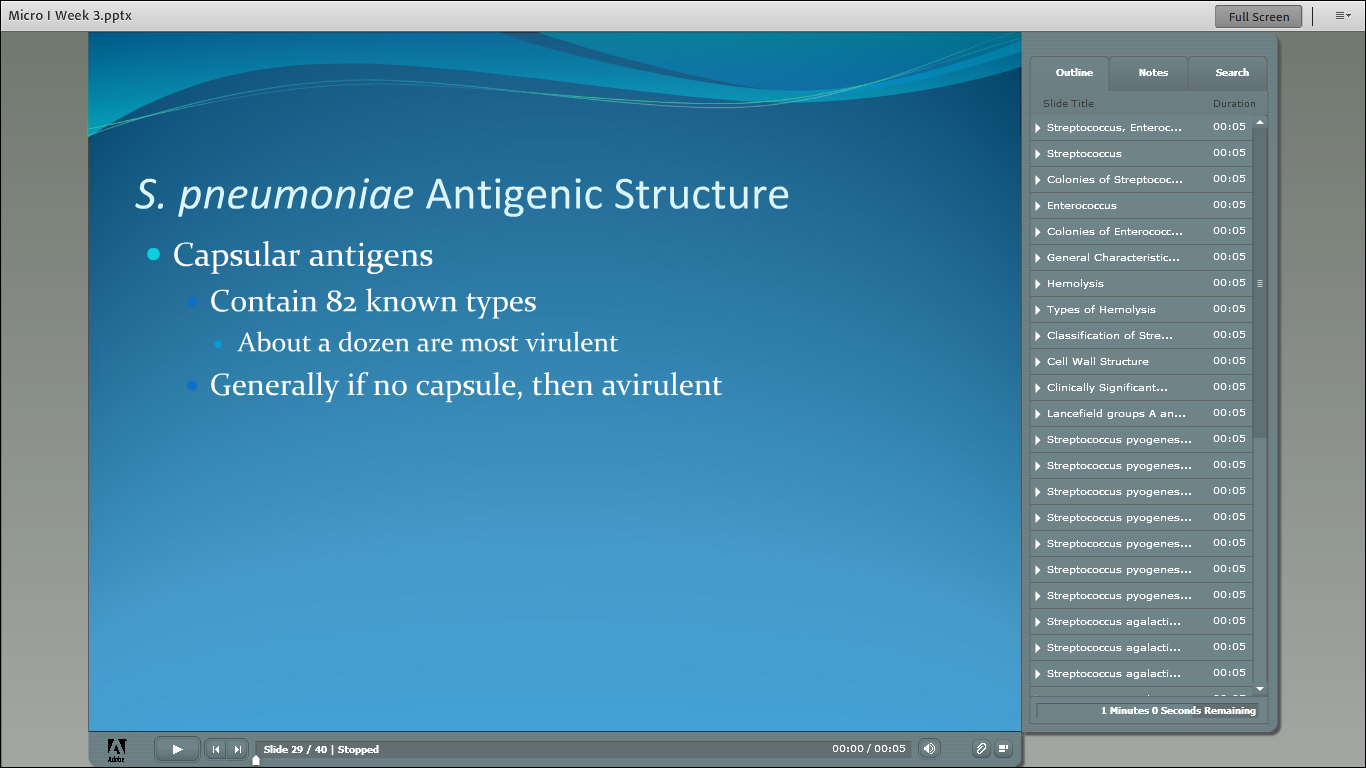 Micro I Week 3.pptx
Full Screen
S. pneumoniae Antigenic Structure
Capsular antigens
Contain 82 known types
About a dozen are most virulent
Generally if no capsule, then avirulent
Outline Notes Search
Slide Title Duration
Streptococcus, Enteroc... 00:05
Streptococcus 00:05
Colonies of Streptococ... 00:05
Enterococcus 00:05
Colonies of Enterococc... 00:05
General Characteristic... 00:05
Hemolysis 00:05
Types of Hemolysis 00:05
Classification of Stre... 00:05
Cell Wall Structure 00:05
Clinically Significant... 00:05
Lancefield groups A an... 00:05
Streptococcus pyogenes... 00:05
Streptococcus pyogenes... 00:05
Streptococcus pyogenes... 00:05
Streptococcus pyogenes... 00:05
Streptococcus pyogenes... 00:05
Streptococcus pyogenes... 00:05
Streptococcus pyogenes... 00:05
Streptococcus agalacti... 00:05
Streptococcus agalacti... 00:05
Streptococcus agalacti... 00:05
1 Minutes 0 Seconds Remaining
Adobe
Slide 29 / 40 | Stopped
00:00 / 00:05